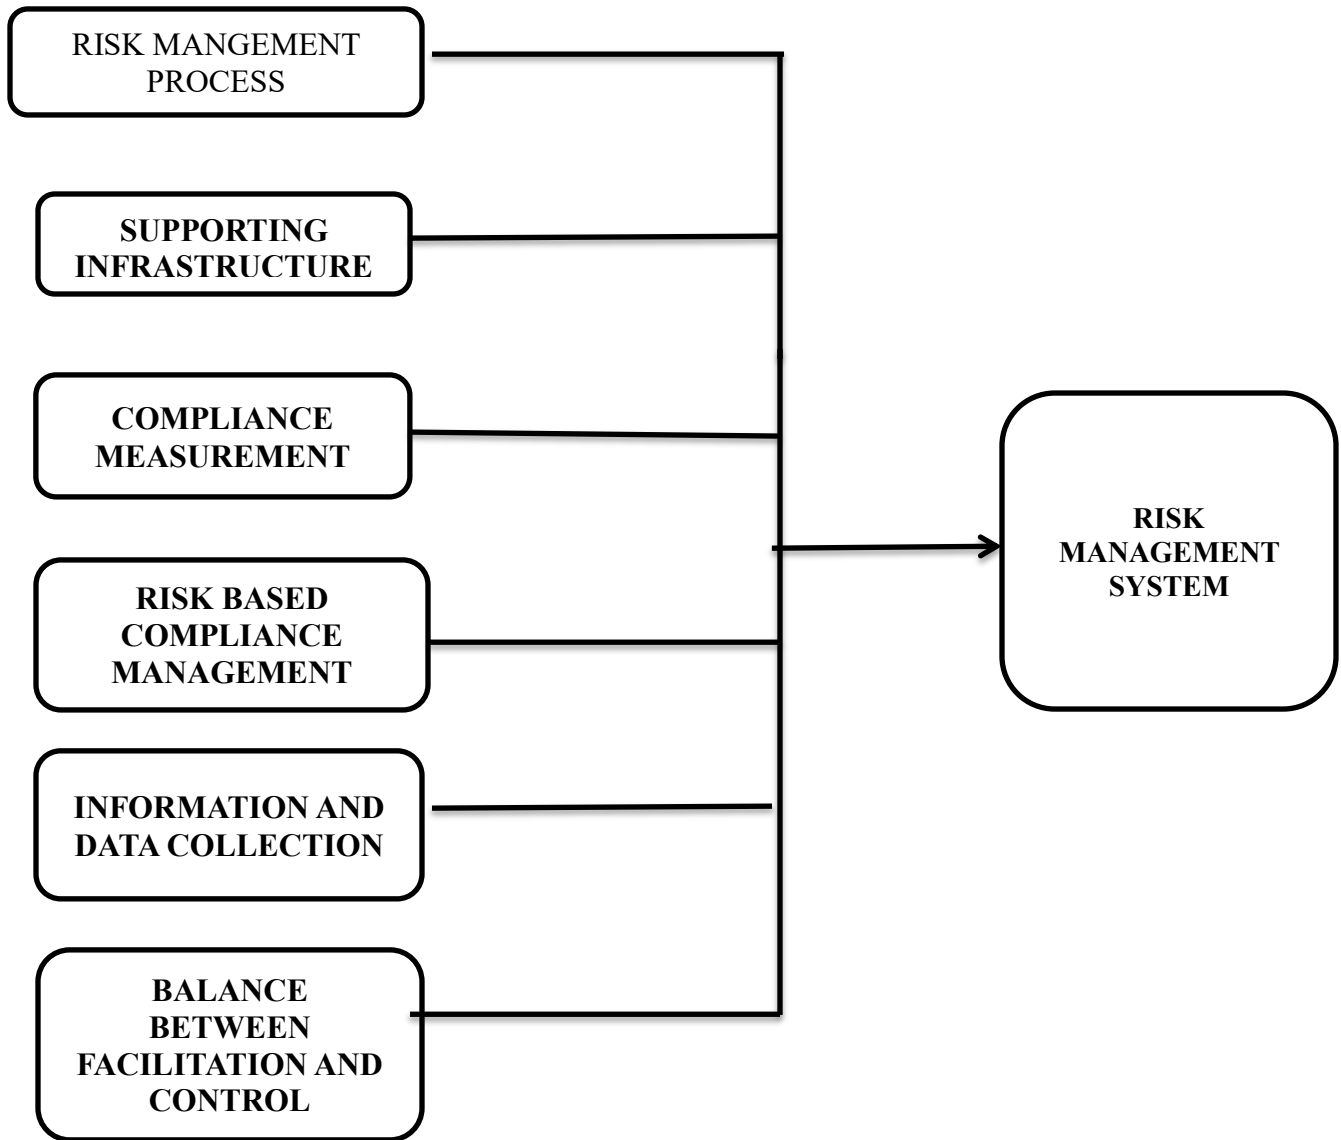 RISK MANGEMENT
PROCESS
SUPPORTING
INFRASTRUCTURE
COMPLIANCE
MEASUREMENT
RISK BASED
COMPLIANCE
MANAGEMENT
INFORMATION AND
DATA COLLECTION
BALANCE
BETWEEN
FACILITATION AND
CONTROL
RISK
MANAGEMENT
SYSTEM